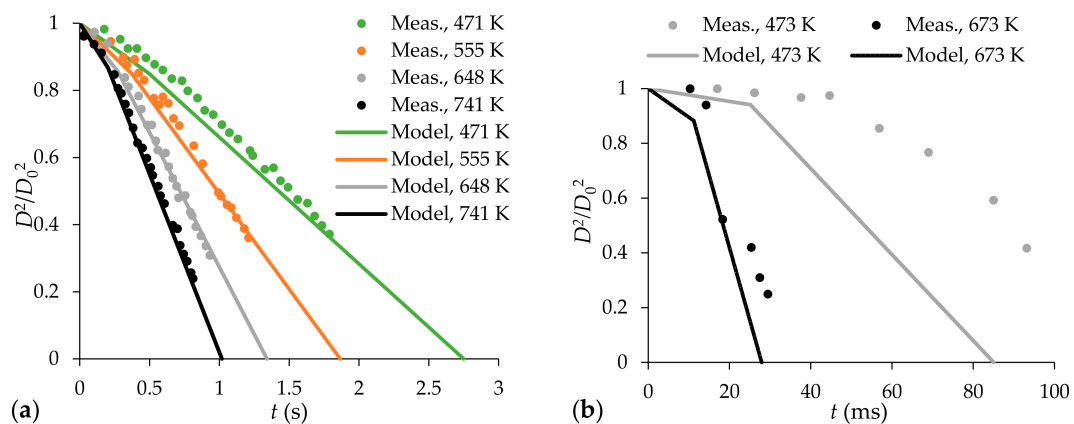 1
0.8
0.6
0.4
0.2
0
D²/D₀²
0 0.5 1 1.5 2 2.5 3
t (s)
(a)
Meas., 471 K
Meas., 555 K
Meas., 648 K
Meas., 741 K
Model, 471 K
Model, 555 K
Model, 648 K
Model, 741 K
Meas., 473 K Meas., 673 K
Model, 473 K Model, 673 K
1
0.8
0.6
0.4
0.2
0
D²/D₀²
0 20 40 60 80 100
t (ms)
(b)